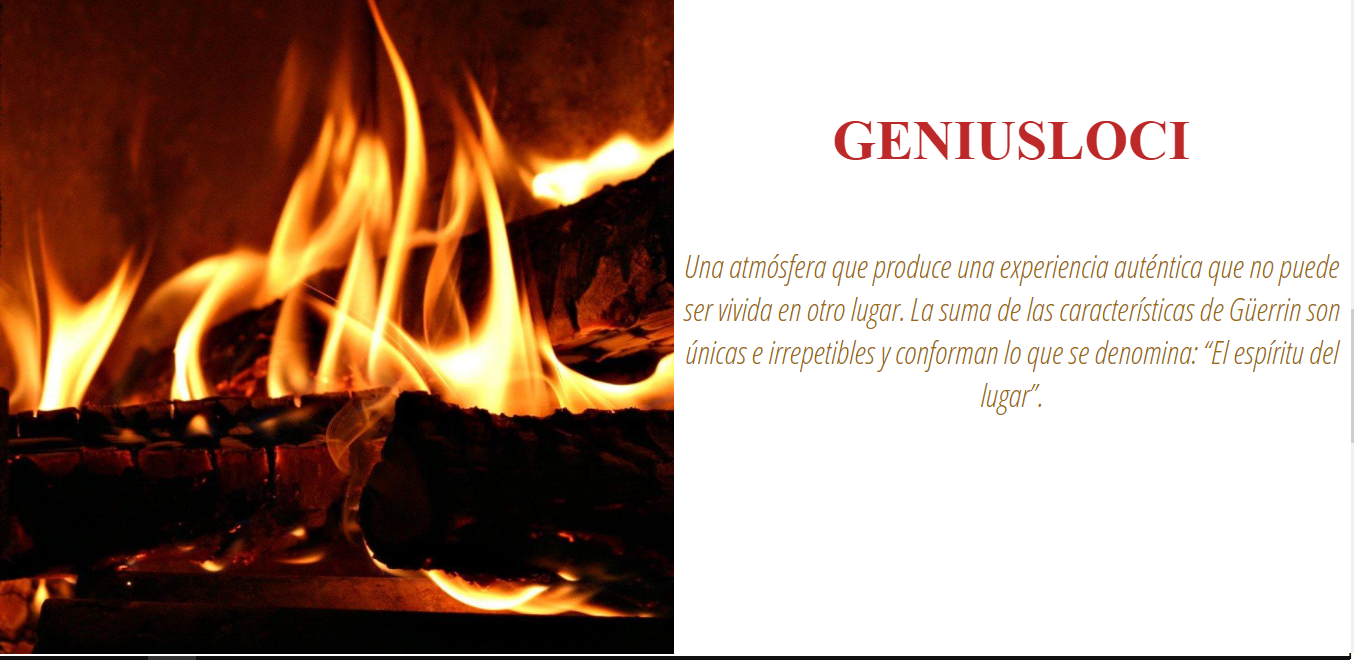 GENIUSLOCI
Una atmósfera que produce una experiencia auténtica que no puede
ser vivida en otro lugar. La suma de las características de Güerrin son
únicas e irrepetibles y conforman lo que se denomina: “El espíritu del
lugar”.